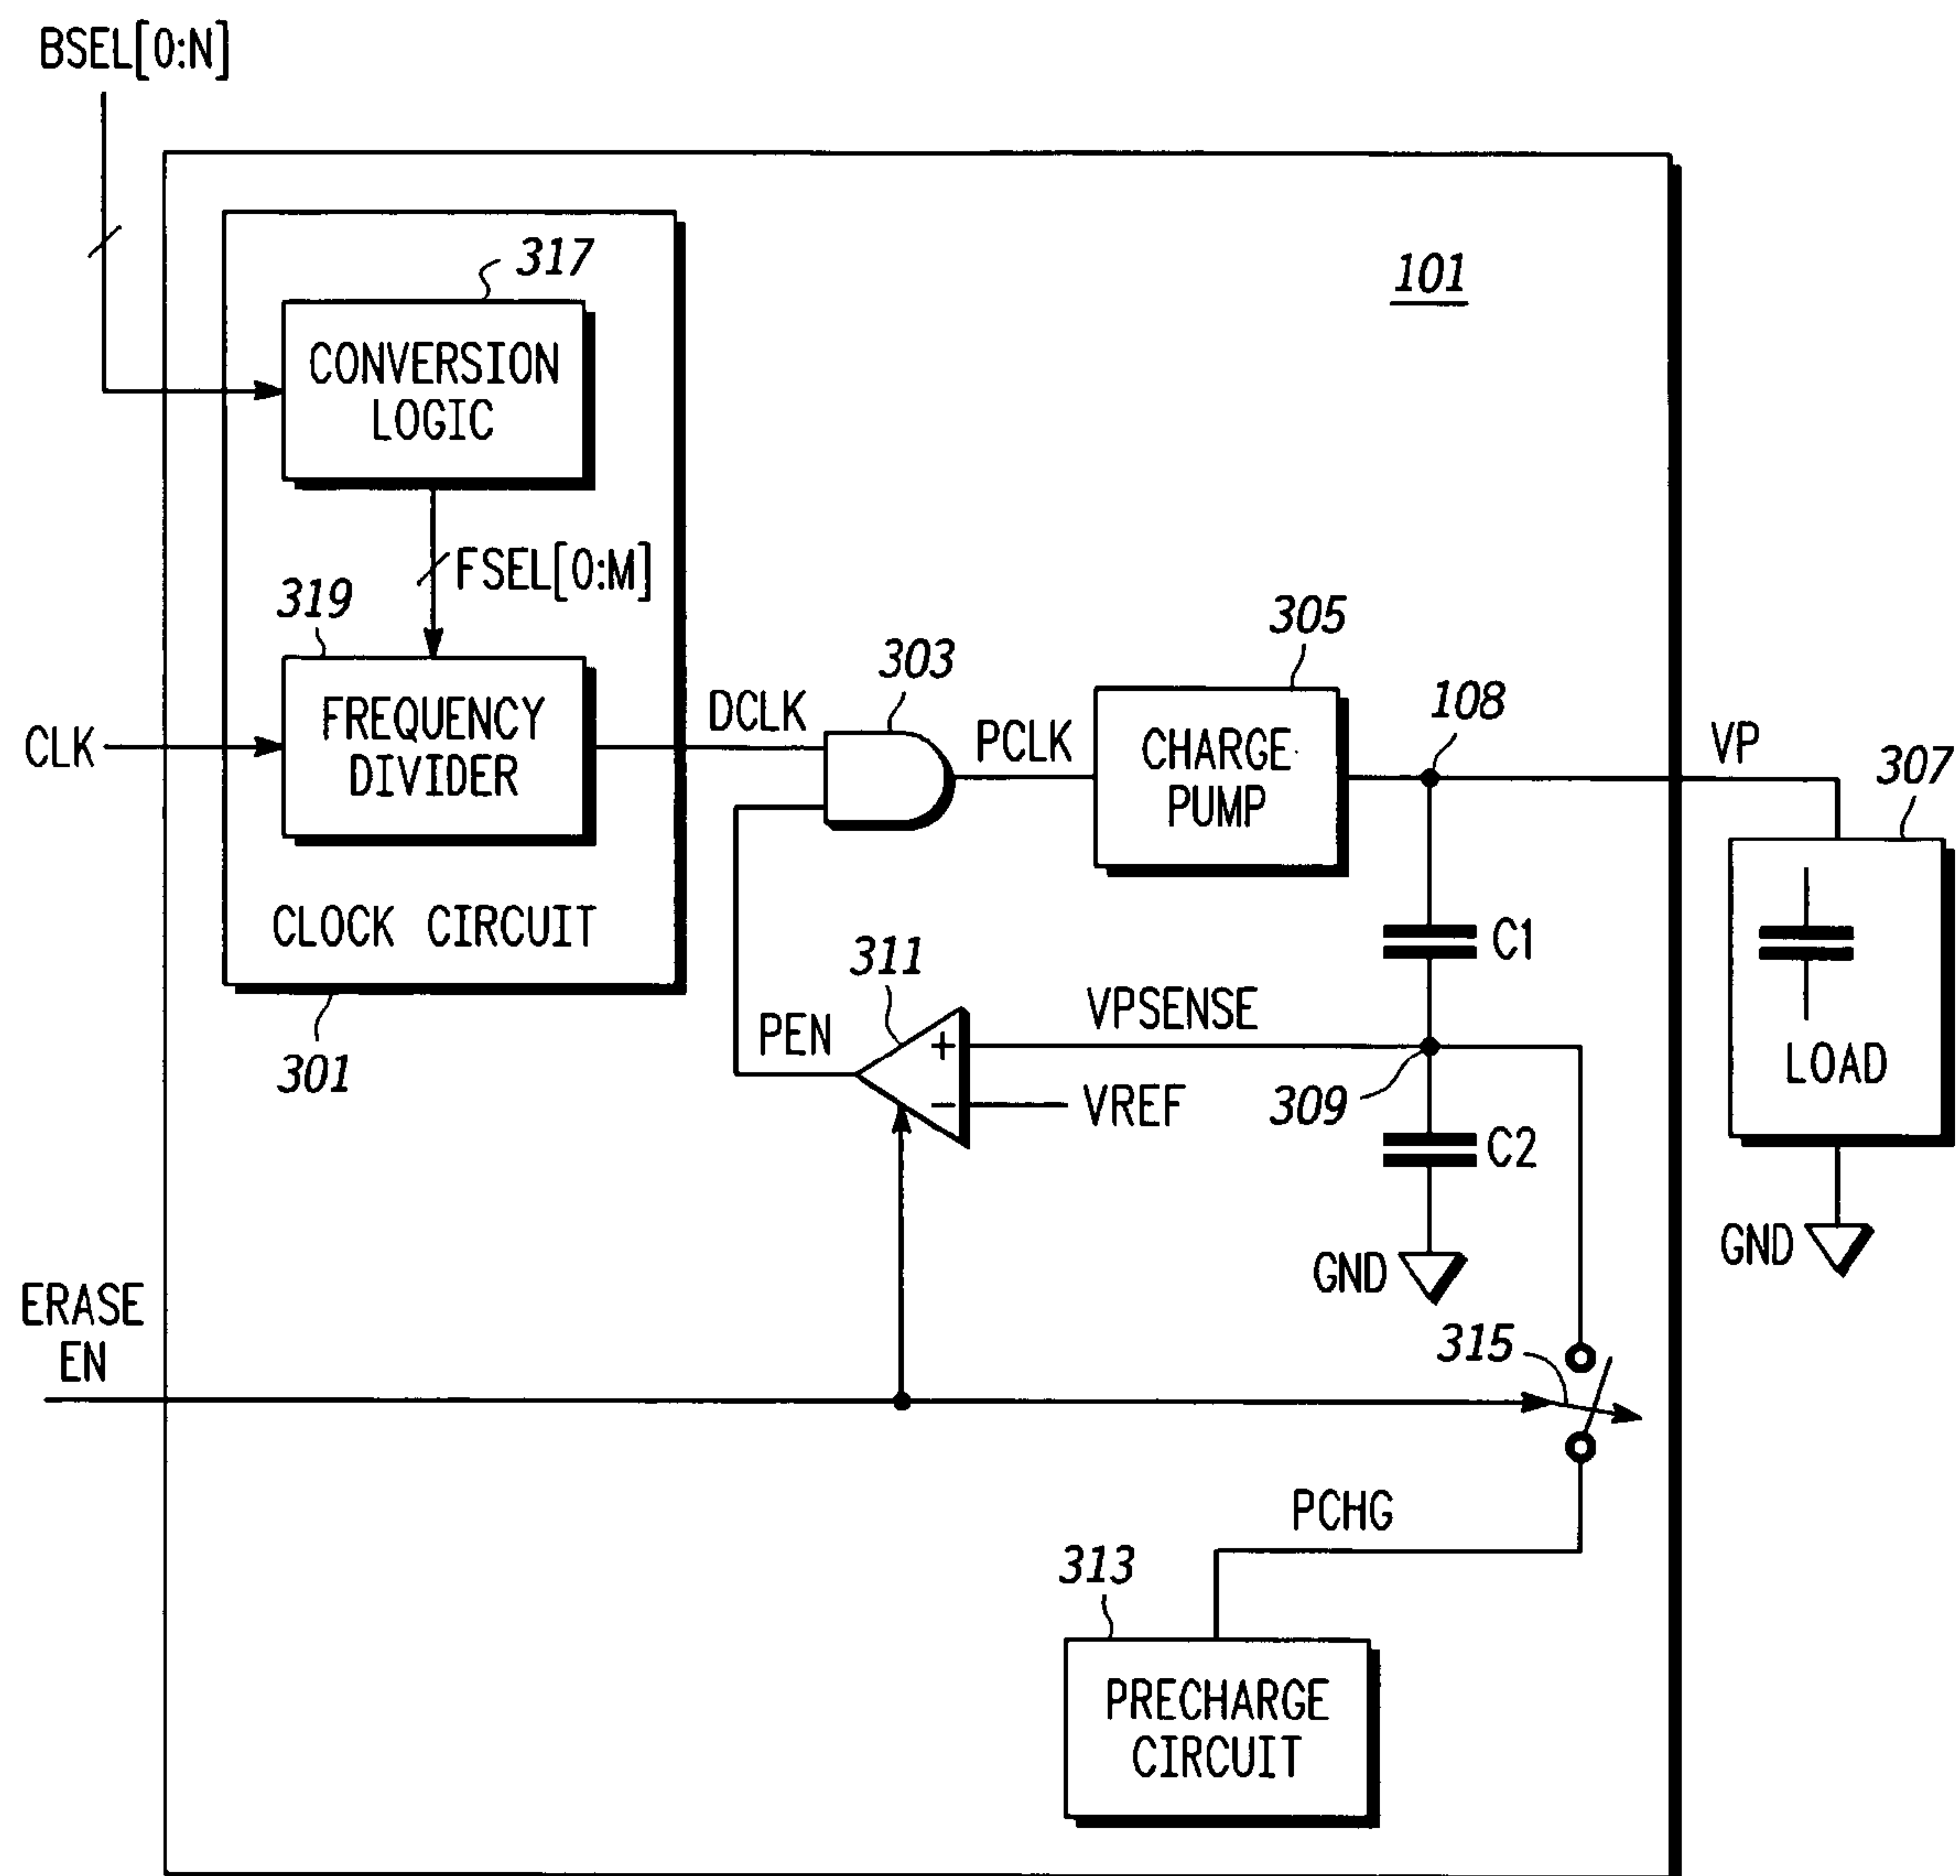 BSEL[0:N]
317
101
CONVERSION
LOGIC
FSEL[0:M]
319
305
303
DCLK
108
CLK
FREQUENCY
DIVIDER
PCLK
CHARGE
PUMP
VP
307
CLOCK CIRCUIT
C1
311
VPSENSE
PEN
+
301
LOAD
−
VREF
309
C2
GND
GND
ERASE
EN
315
PCHG
313
PRECHARGE
CIRCUIT